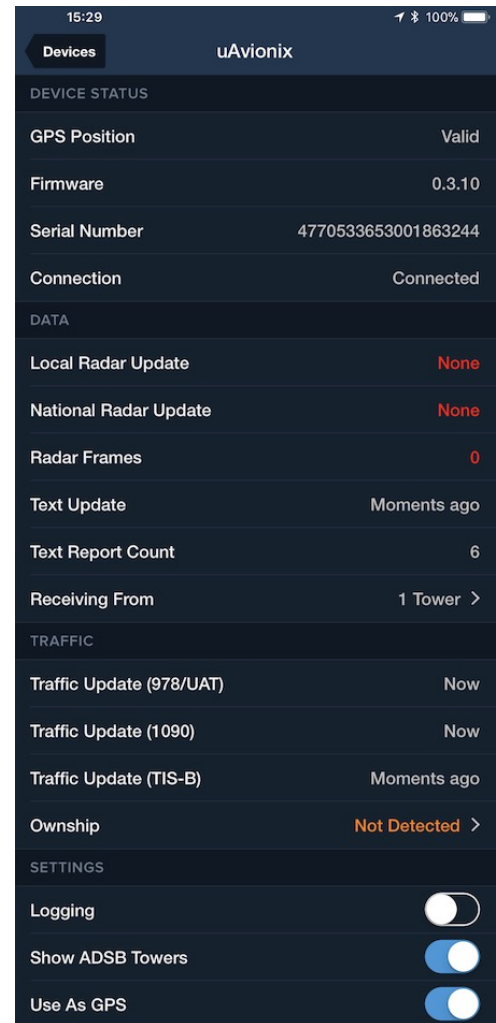 15:29 100%
Devices uAvionix
DEVICE STATUS
GPS Position Valid
Firmware 0.3.10
Serial Number 4770533653001863244
Connection Connected
DATA
Local Radar Update None
National Radar Update None
Radar Frames 0
Text Update Moments ago
Text Report Count 6
Receiving From 1 Tower >
TRAFFIC
Traffic Update (978/UAT) Now
Traffic Update (1090) Now
Traffic Update (TIS-B) Moments ago
Ownship Not Detected >
SETTINGS
Logging
Show ADSB Towers
Use As GPS